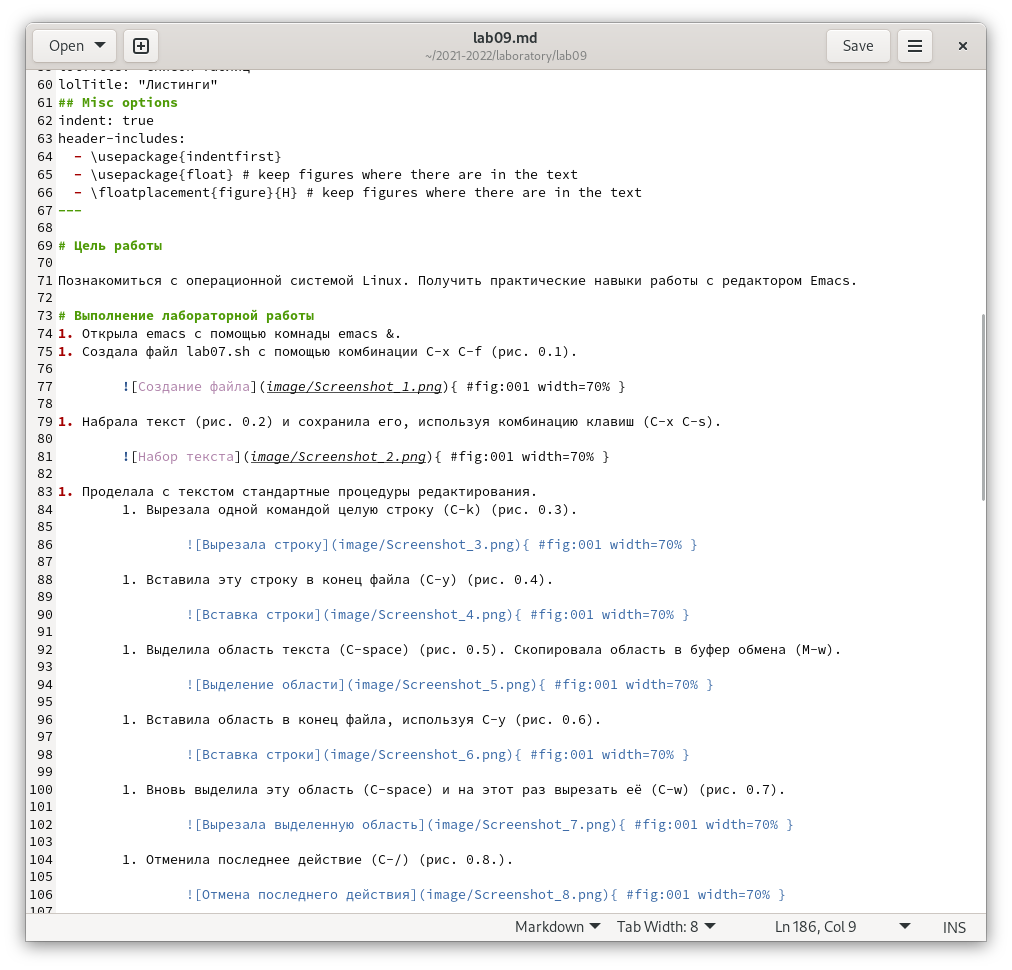 Open
lab09.md
~/2021-2022/laboratory/lab09
Save
60 lolTitle: "Листинги"
61 ## Misc options
62 indent: true
63 header-includes:
64   - \usepackage{indentfirst}
65   - \usepackage{float} # keep figures where there are in the text
66   - \floatplacement{figure}{H} # keep figures where there are in the text
67 ---
68
69 # Цель работы
70
71 Познакомиться с операционной системой Linux. Получить практические навыки работы с редактором Emacs.
72
73 # Выполнение лабораторной работы
74 1. Открыла emacs с помощью комнады emacs &.
75 1. Создала файл lab07.sh с помощью комбинации C-x C-f (рис. 0.1).
76
77         ![Создание файла](image/Screenshot_1.png){ #fig:001 width=70% }
78
79 1. Набрала текст (рис. 0.2) и сохранила его, используя комбинацию клавиш (C-x C-s).
80
81         ![Набор текста](image/Screenshot_2.png){ #fig:001 width=70% }
82
83 1. Проделала с текстом стандартные процедуры редактирования.
84         1. Вырезала одной командой целую строку (C-k) (рис. 0.3).
85
86                 ![Вырезала строку](image/Screenshot_3.png){ #fig:001 width=70% }
87
88         1. Вставила эту строку в конец файла (C-y) (рис. 0.4).
89
90                 ![Вставка строки](image/Screenshot_4.png){ #fig:001 width=70% }
91
92         1. Выделила область текста (C-space) (рис. 0.5). Скопировала область в буфер обмена (M-w).
93
94                 ![Выделение области](image/Screenshot_5.png){ #fig:001 width=70% }
95
96         1. Вставила область в конец файла, используя C-y (рис. 0.6).
97
98                 ![Вставка строки](image/Screenshot_6.png){ #fig:001 width=70% }
99
100         1. Вновь выделила эту область (C-space) и на этот раз вырезать её (C-w) (рис. 0.7).
101
102                 ![Вырезала выделенную область](image/Screenshot_7.png){ #fig:001 width=70% }
103
104         1. Отменила последнее действие (C-/) (рис. 0.8.).
105
106                 ![Отмена последнего действия](image/Screenshot_8.png){ #fig:001 width=70% }
107
Markdown
Tab Width: 8
Ln 186, Col 9
INS